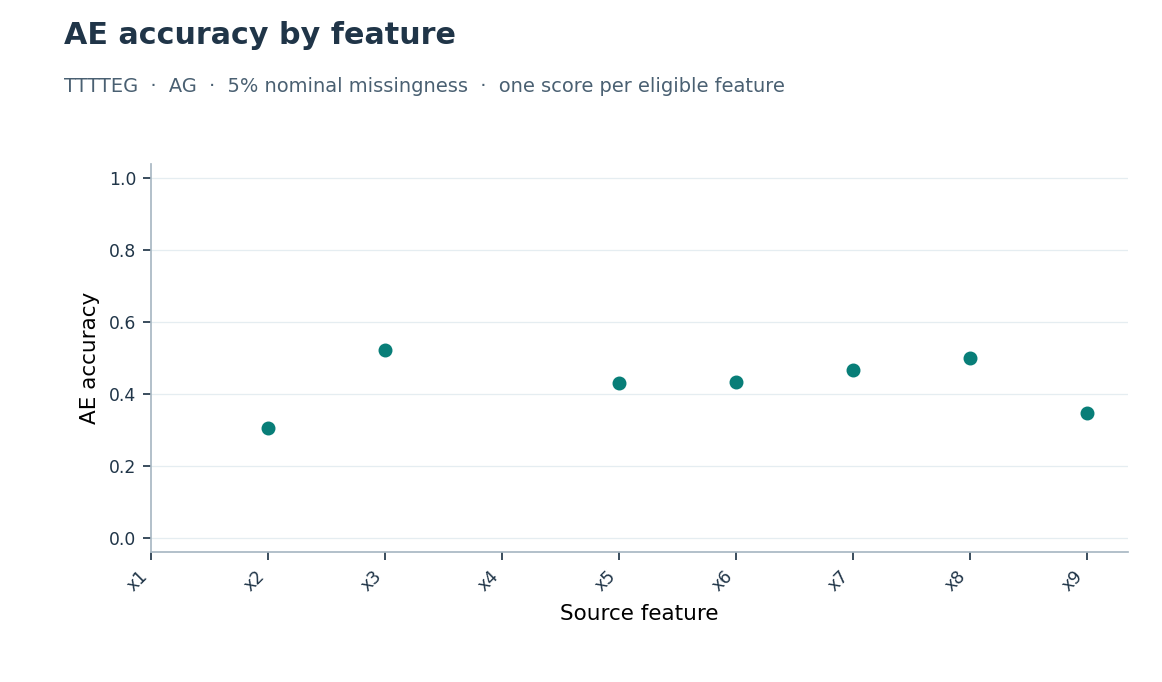 AE accuracy by feature
TTTTEG · AG · 5% nominal missingness · one score per eligible feature
1.0
0.8
0.6
0.4
0.2
0.0
AE accuracy
x1 x2 x3 x4 x5 x6 x7 x8 x9
Source feature